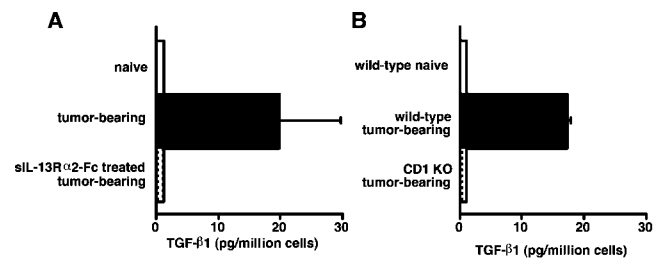 A
naive
tumor-bearing
sIL-13Rα2-Fc treated
tumor-bearing
0 10 20 30
TGF-β1 (pg/million cells)
B
wild-type naive
wild-type
tumor-bearing
CD1 KO
tumor-bearing
0 10 20 30
TGF-β1 (pg/million cells)